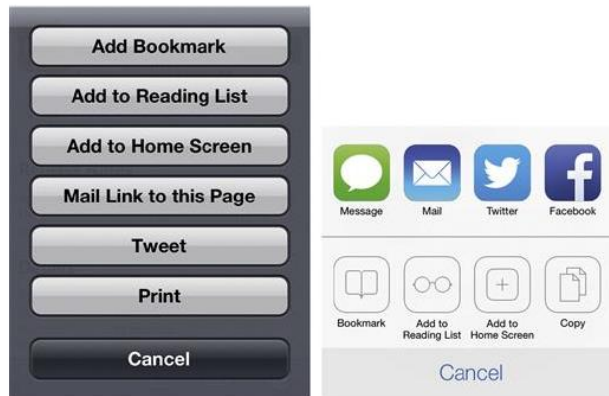 Add Bookmark
Add to Reading List
Add to Home Screen
Mail Link to this Page
Tweet
Print
Cancel
Message Mail Twitter Facebook
Bookmark Add to Add to Copy
Reading List Home Screen
Cancel